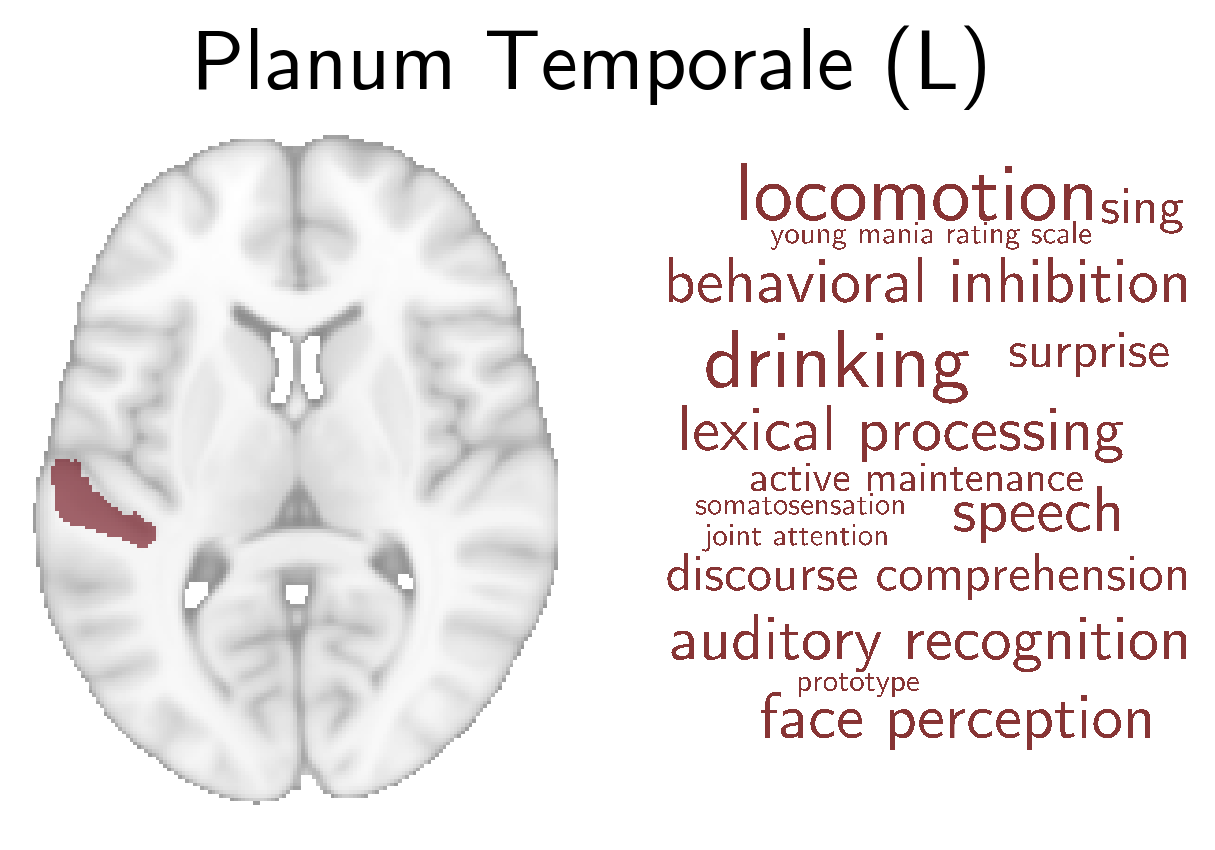 Planum Temporale (L)
locomotion sing
young mania rating scale
behavioral inhibition
drinking surprise
lexical processing
active maintenance
somatosensation speech
joint attention
discourse comprehension
auditory recognition
prototype
face perception